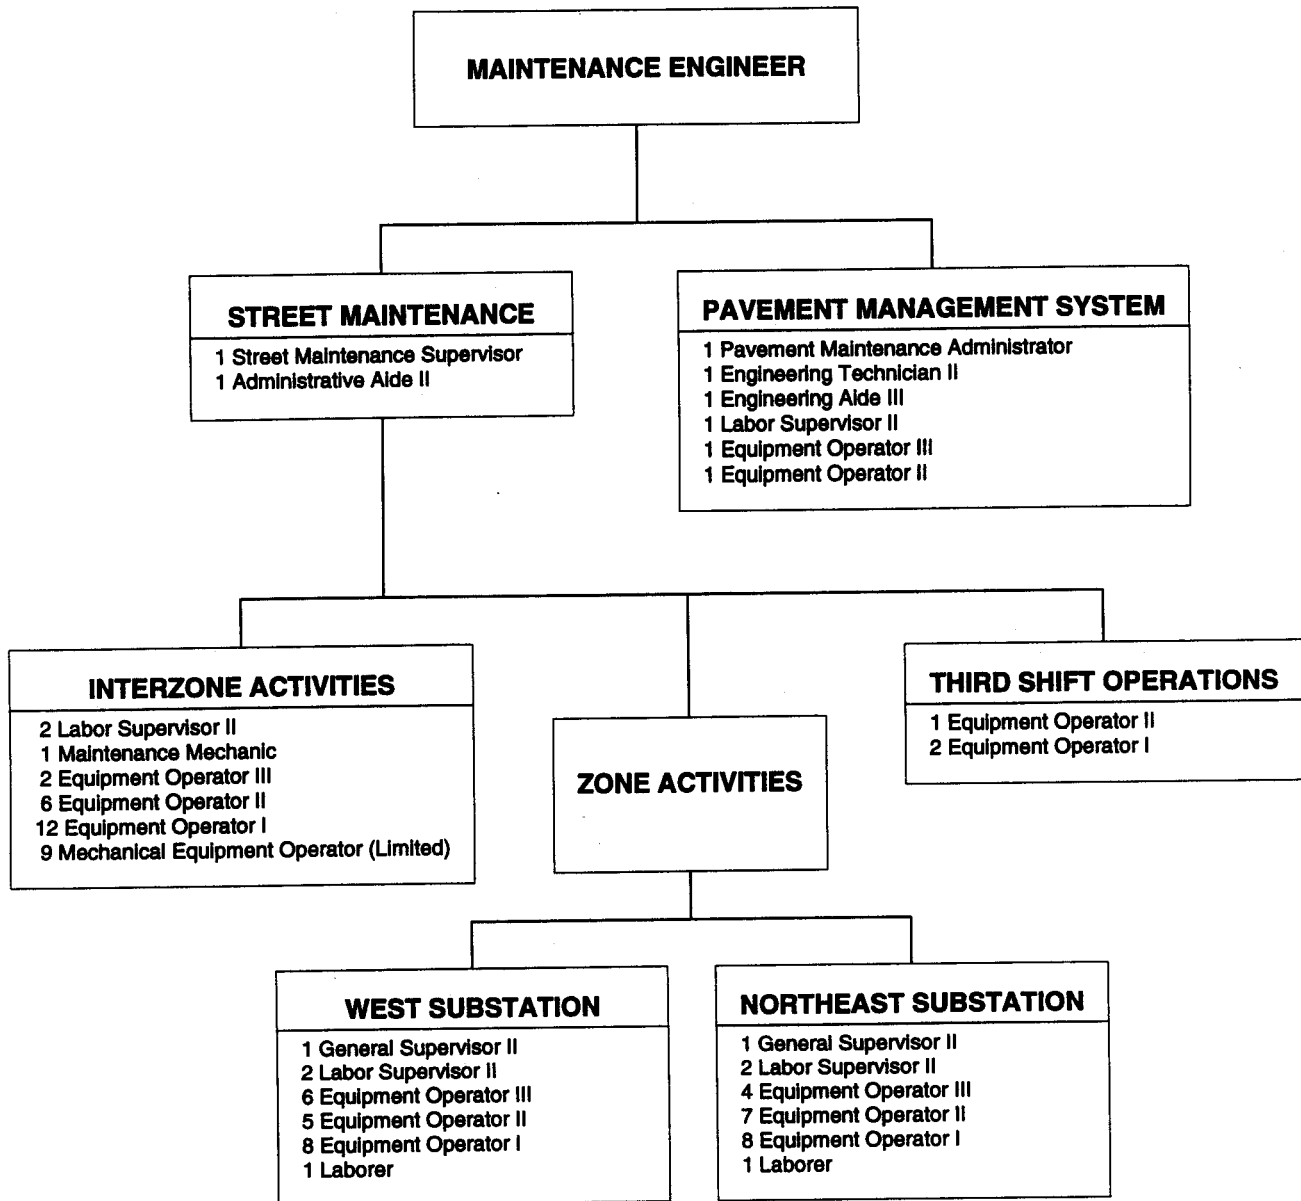 MAINTENANCE ENGINEER
STREET MAINTENANCE
1 Street Maintenance Supervisor
1 Administrative Aide II
PAVEMENT MANAGEMENT SYSTEM
1 Pavement Maintenance Administrator
1 Engineering Technician II
1 Engineering Aide III
1 Labor Supervisor II
1 Equipment Operator III
1 Equipment Operator II
INTERZONE ACTIVITIES
2 Labor Supervisor II
1 Maintenance Mechanic
2 Equipment Operator III
6 Equipment Operator II
12 Equipment Operator I
9 Mechanical Equipment Operator (Limited)
ZONE ACTIVITIES
THIRD SHIFT OPERATIONS
1 Equipment Operator II
2 Equipment Operator I
WEST SUBSTATION
1 General Supervisor II
2 Labor Supervisor II
6 Equipment Operator III
5 Equipment Operator II
8 Equipment Operator I
1 Laborer
NORTHEAST SUBSTATION
1 General Supervisor II
2 Labor Supervisor II
4 Equipment Operator III
7 Equipment Operator II
8 Equipment Operator I
1 Laborer